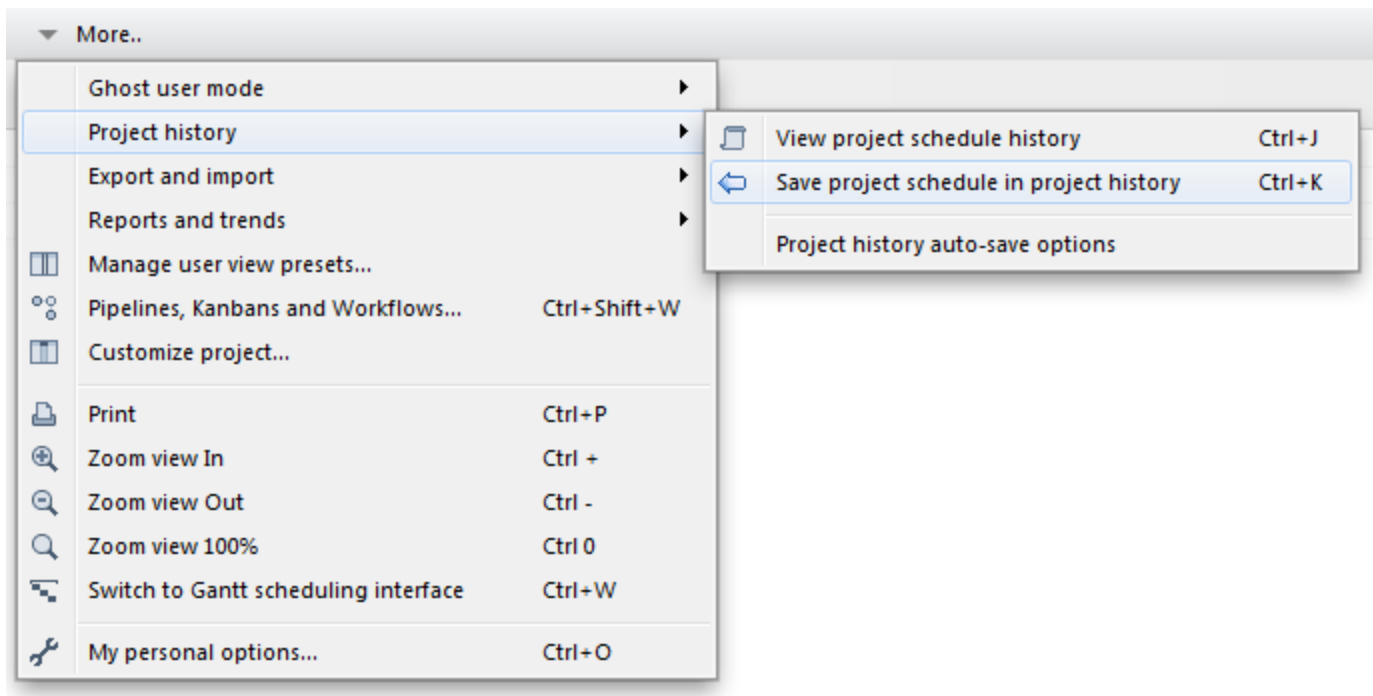 More..
Ghost user mode
Project history
View project schedule history Ctrl+J
Save project schedule in project history Ctrl+K
Project history auto-save options
Export and import
Reports and trends
Manage user view presets...
Pipelines, Kanbans and Workflows... Ctrl+Shift+W
Customize project...
Print Ctrl+P
Zoom view In Ctrl +
Zoom view Out Ctrl -
Zoom view 100% Ctrl 0
Switch to Gantt scheduling interface Ctrl+W
My personal options... Ctrl+O